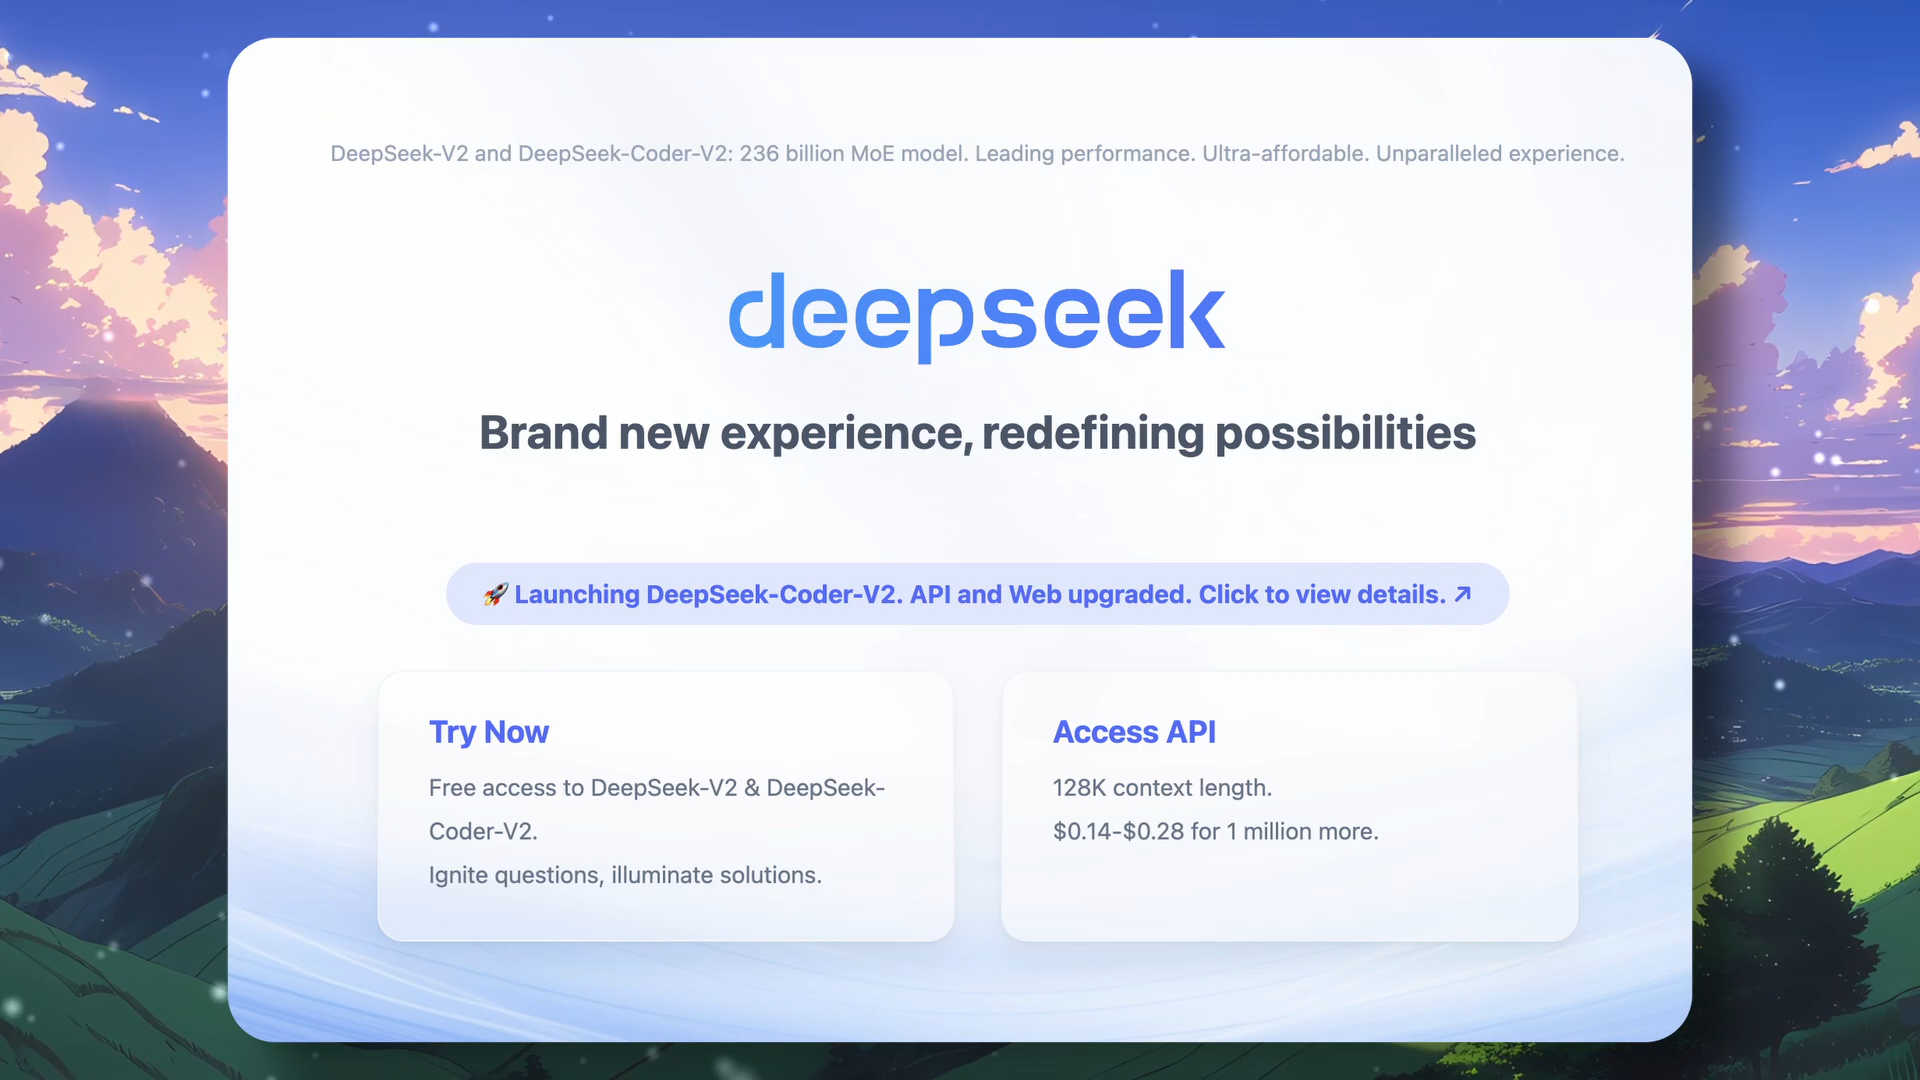 DeepSeek-V2 and DeepSeek-Coder-V2: 236 billion MoE model. Leading performance. Ultra-affordable. Unparalleled experience.
deepseek
Brand new experience, redefining possibilities
🚀 Launching DeepSeek-Coder-V2. API and Web upgraded. Click to view details. ↗
Try Now
Free access to DeepSeek-V2 & DeepSeek-
Coder-V2.
Ignite questions, illuminate solutions.
Access API
128K context length.
$0.14-$0.28 for 1 million more.